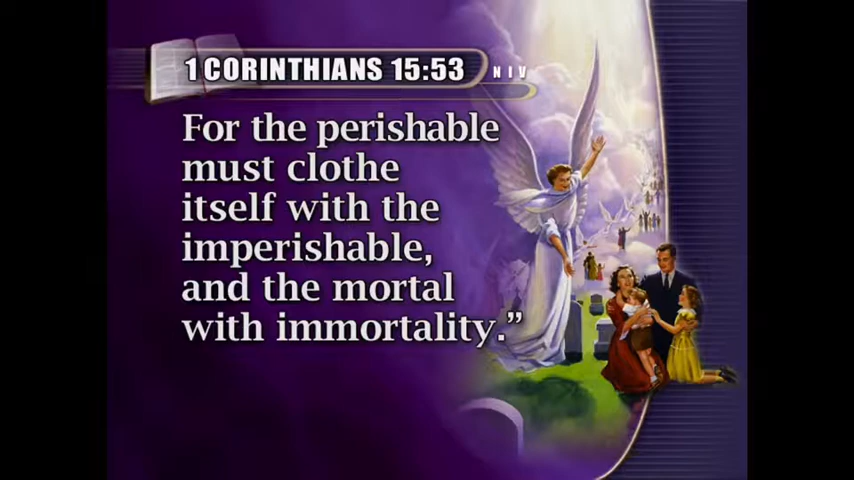 1 CORINTHIANS 15:53 NIV
For the perishable
must clothe
itself with the
imperishable,
and the mortal
with immortality.”